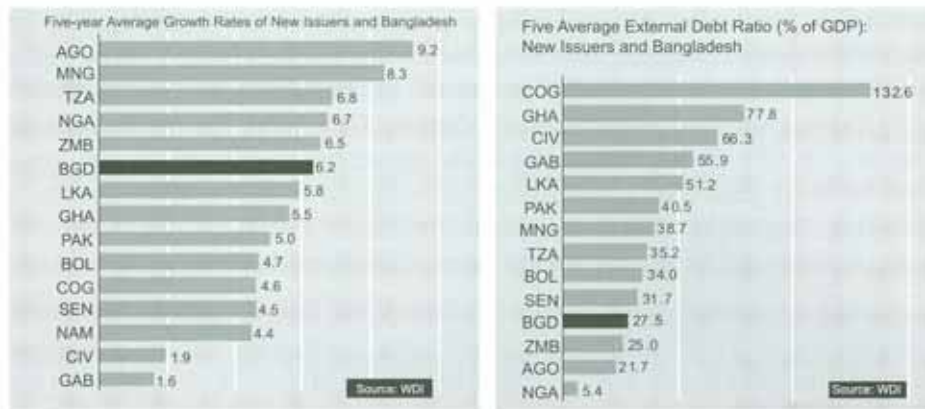 Five-year Average Growth Rates of New Issuers and Bangladesh
AGO 9.2
MNG 8.3
TZA 6.8
NGA 6.7
ZMB 6.5
BGD 6.2
LKA 5.8
GHA 5.5
PAK 5.0
BOL 4.7
COG 4.6
SEN 4.5
NAM 4.4
CIV 1.9
GAB 1.6
Source: WDI
Five Average External Debt Ratio (% of GDP):
New Issuers and Bangladesh
COG 132.6
GHA 77.8
CIV 66.3
GAB 55.9
LKA 51.2
PAK 40.5
MNG 38.7
TZA 35.2
BOL 34.0
SEN 31.7
BGD 27.5
ZMB 25.0
AGO 21.7
NGA 5.4
Source: WDI